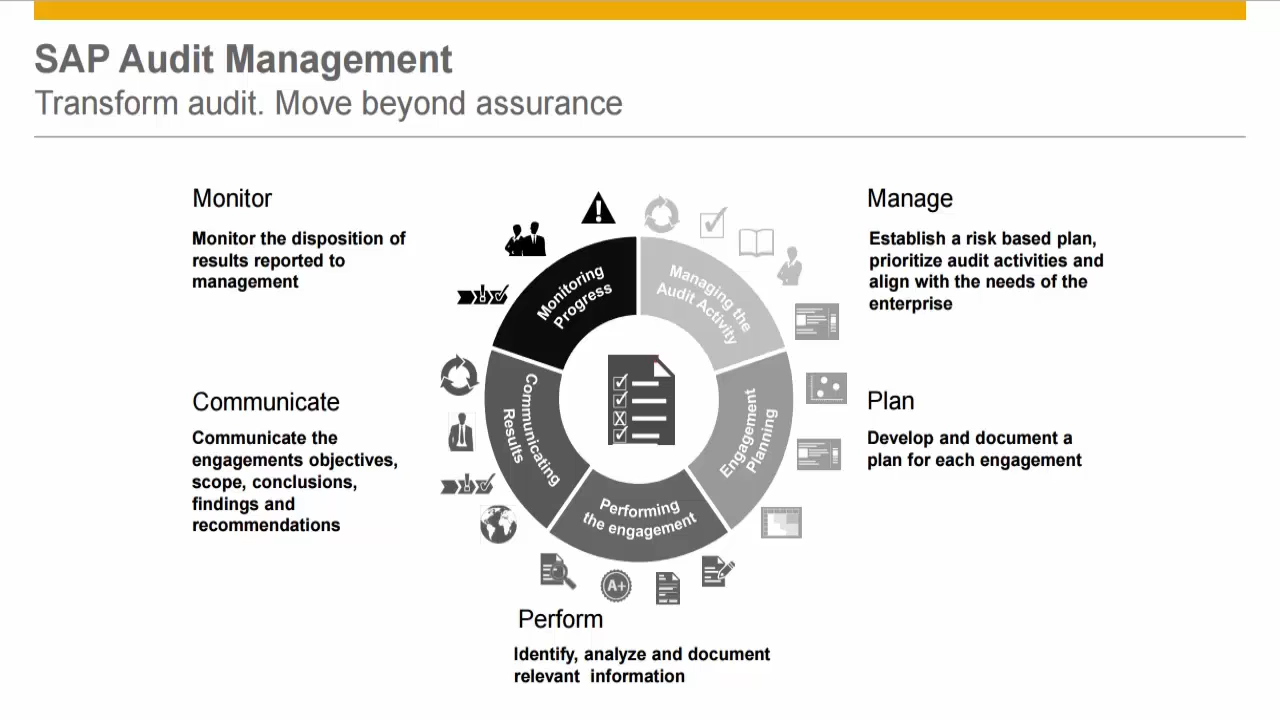 SAP Audit Management
Transform audit. Move beyond assurance
Monitor
Monitor the disposition of
results reported to
management
Manage
Establish a risk based plan,
prioritize audit activities and
align with the needs of the
enterprise
Monitoring
Progress
Managing the
Audit Activity
Communicate
Communicate the
engagements objectives,
scope, conclusions,
findings and
recommendations
Communicating
Results
Engagement
Planning
Plan
Develop and document a
plan for each engagement
Performing
the engagement
A+
Perform
Identify, analyze and document
relevant information